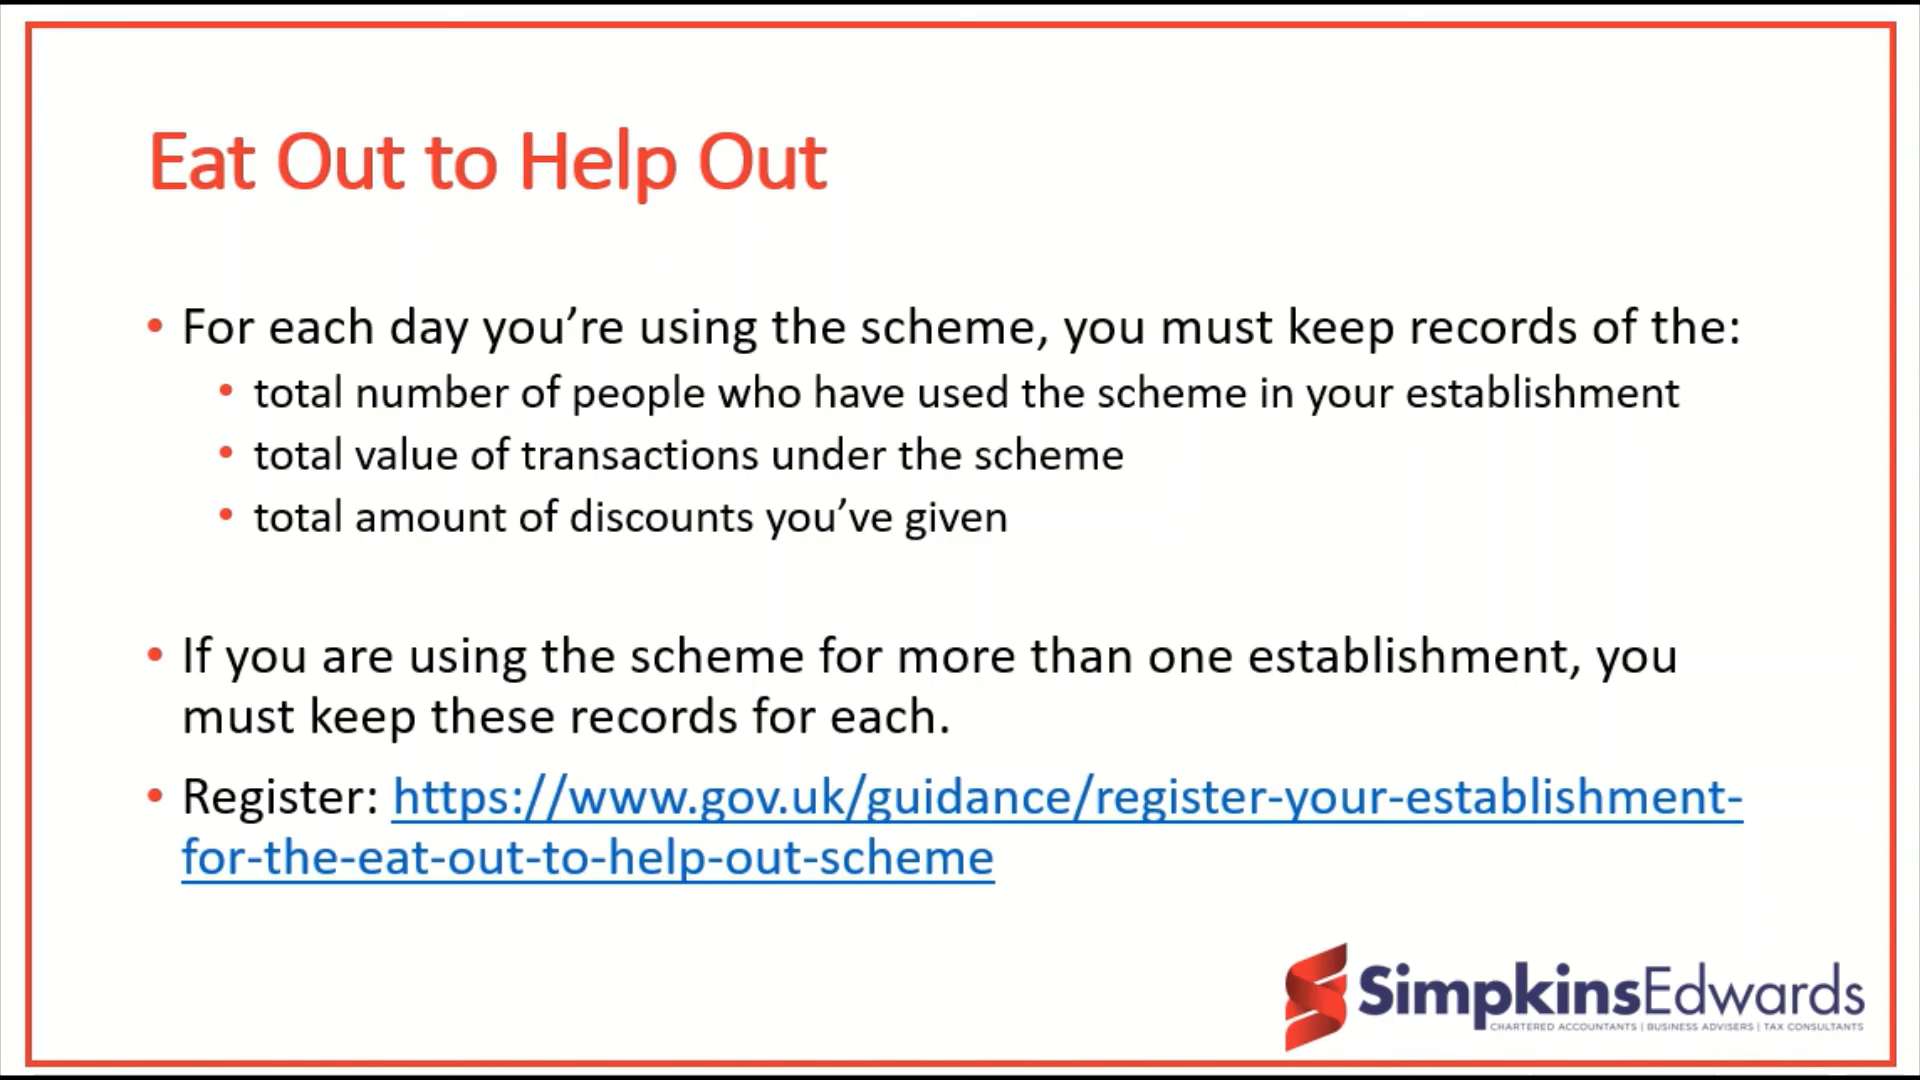 Eat Out to Help Out
• For each day you’re using the scheme, you must keep records of the:
• total number of people who have used the scheme in your establishment
• total value of transactions under the scheme
• total amount of discounts you’ve given
• If you are using the scheme for more than one establishment, you
must keep these records for each.
• Register: https://www.gov.uk/guidance/register-your-establishment-
for-the-eat-out-to-help-out-scheme
SimpkinsEdwards
CHARTERED ACCOUNTANTS | BUSINESS ADVISERS | TAX CONSULTANTS